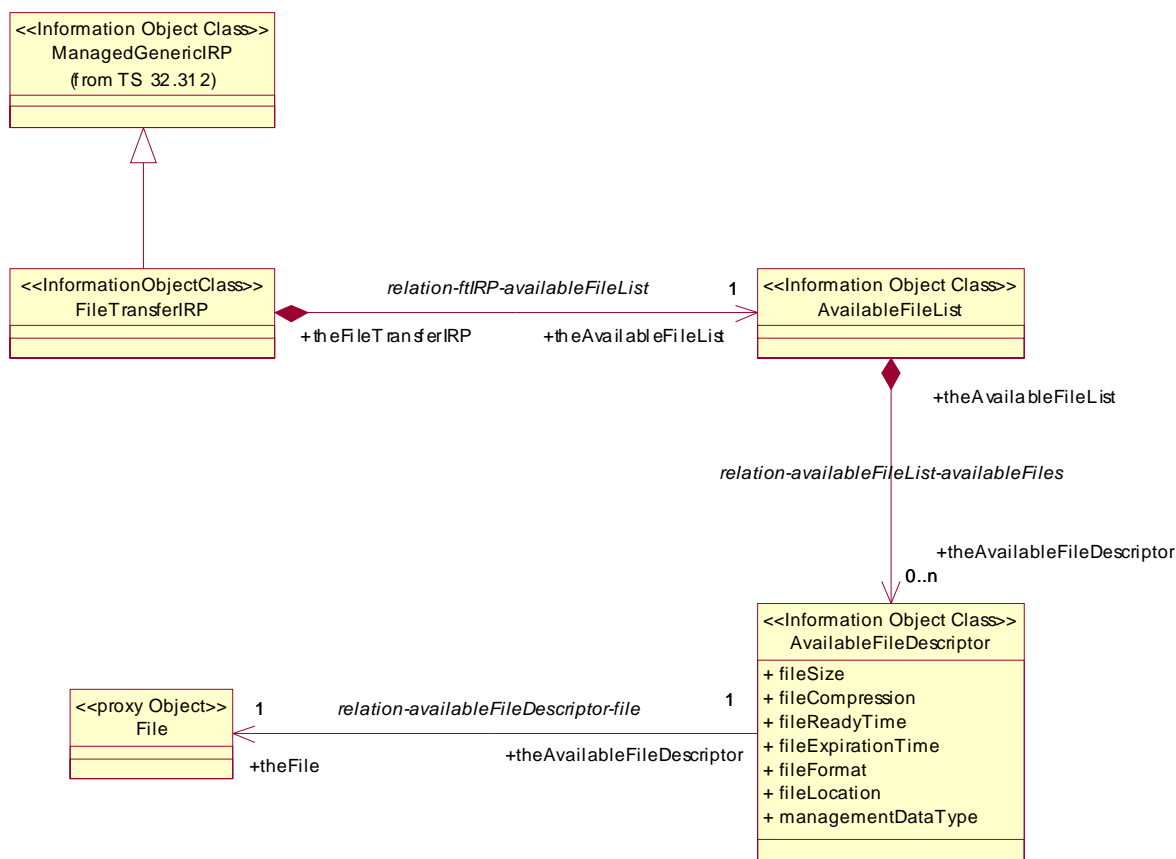 <<Information Object Class>>
ManagedGenericIRP
(from TS 32.312)
<<InformationObjectClass>>
FileTransferIRP
relation-ftIRP-availableFileList
1
+theFileTransferIRP
+theAvailableFileList
<<Information Object Class>>
AvailableFileList
+theAvailableFileList
relation-availableFileList-availableFiles
+theAvailableFileDescriptor
0..n
<<Information Object Class>>
AvailableFileDescriptor
+ fileSize
+ fileCompression
+ fileReadyTime
+ fileExpirationTime
+ fileFormat
+ fileLocation
+ managementDataType
<<proxy Object>>
File
1
relation-availableFileDescriptor-file
1
+theFile
+theAvailableFileDescriptor